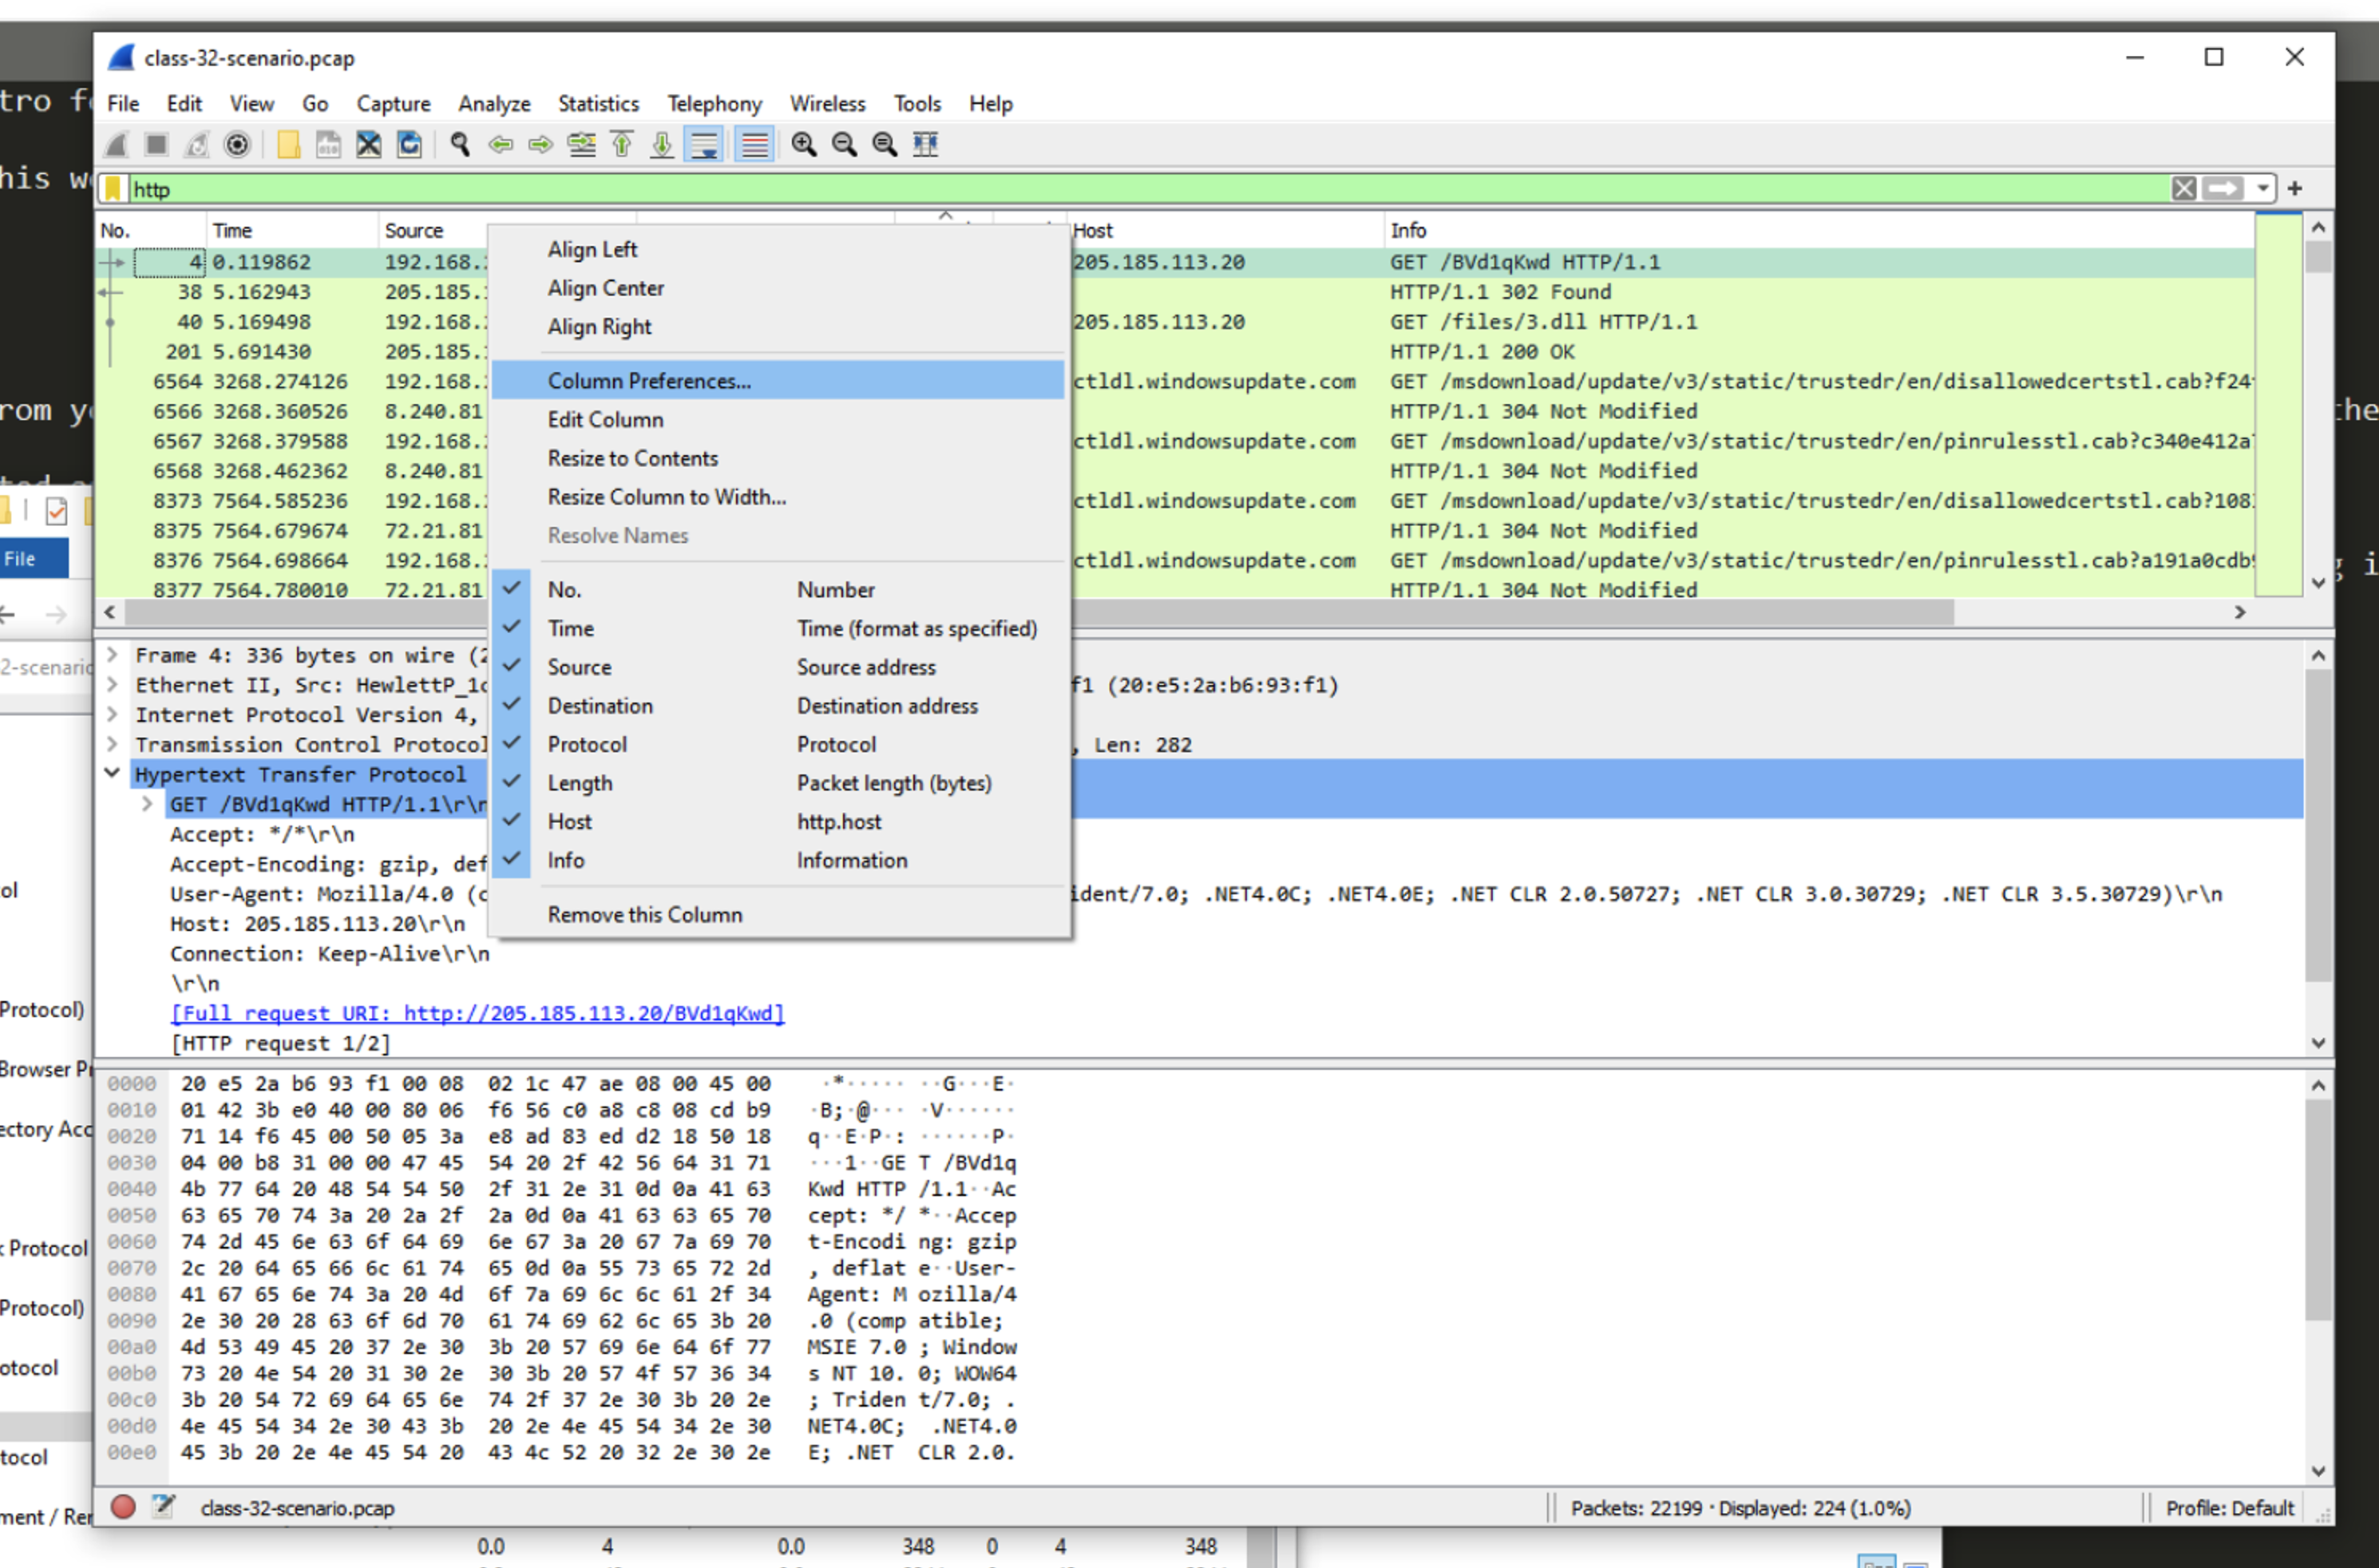 class-32-scenario.pcap
File Edit View Go Capture Analyze Statistics Telephony Wireless Tools Help
http
No. Time Source Host Info
4 0.119862 192.168. 205.185.113.20 GET /BVd1qKwd HTTP/1.1
38 5.162943 205.185. HTTP/1.1 302 Found
40 5.169498 192.168. 205.185.113.20 GET /files/3.dll HTTP/1.1
201 5.691430 205.185. HTTP/1.1 200 OK
6564 3268.274126 192.168. ctldl.windowsupdate.com GET /msdownload/update/v3/static/trustedr/en/disallowedcertstl.cab?f24
6566 3268.360526 8.240.81 HTTP/1.1 304 Not Modified
6567 3268.379588 192.168. ctldl.windowsupdate.com GET /msdownload/update/v3/static/trustedr/en/pinrulesstl.cab?c340e412a
6568 3268.462362 8.240.81 HTTP/1.1 304 Not Modified
8373 7564.585236 192.168. ctldl.windowsupdate.com GET /msdownload/update/v3/static/trustedr/en/disallowedcertstl.cab?108
8375 7564.679674 72.21.81 HTTP/1.1 304 Not Modified
8376 7564.698664 192.168. ctldl.windowsupdate.com GET /msdownload/update/v3/static/trustedr/en/pinrulesstl.cab?a191a0cdb
8377 7564.780010 72.21.81 HTTP/1.1 304 Not Modified
Align Left
Align Center
Align Right
Column Preferences...
Edit Column
Resize to Contents
Resize Column to Width...
Resolve Names
No. Number
Time Time (format as specified)
Source Source address
Destination Destination address
Protocol Protocol
Length Packet length (bytes)
Host http.host
Info Information
Remove this Column
Frame 4: 336 bytes on wire (2
Ethernet II, Src: HewlettP_1c f1 (20:e5:2a:b6:93:f1)
Internet Protocol Version 4,
Transmission Control Protocol , Len: 282
Hypertext Transfer Protocol
GET /BVd1qKwd HTTP/1.1\r\n
Accept: */*\r\n
Accept-Encoding: gzip, def
User-Agent: Mozilla/4.0 (c ident/7.0; .NET4.0C; .NET4.0E; .NET CLR 2.0.50727; .NET CLR 3.0.30729; .NET CLR 3.5.30729)\r\n
Host: 205.185.113.20\r\n
Connection: Keep-Alive\r\n
\r\n
[Full request URI: http://205.185.113.20/BVd1qKwd]
[HTTP request 1/2]
0000 20 e5 2a b6 93 f1 00 08 02 1c 47 ae 08 00 45 00 ·*····· ··G···E·
0010 01 42 3b e0 40 00 80 06 f6 56 c0 a8 c8 08 cd b9 ·B;·@··· ·V······
0020 71 14 f6 45 00 50 05 3a e8 ad 83 ed d2 18 50 18 q··E·P·: ······P·
0030 04 00 b8 31 00 00 47 45 54 20 2f 42 56 64 31 71 ···1··GE T /BVd1q
0040 4b 77 64 20 48 54 54 50 2f 31 2e 31 0d 0a 41 63 Kwd HTTP /1.1··Ac
0050 63 65 70 74 3a 20 2a 2f 2a 0d 0a 41 63 63 65 70 cept: */ *··Accep
0060 74 2d 45 6e 63 6f 64 69 6e 67 3a 20 67 7a 69 70 t-Encodi ng: gzip
0070 2c 20 64 65 66 6c 61 74 65 0d 0a 55 73 65 72 2d , deflat e··User-
0080 41 67 65 6e 74 3a 20 4d 6f 7a 69 6c 6c 61 2f 34 Agent: M ozilla/4
0090 2e 30 20 28 63 6f 6d 70 61 74 69 62 6c 65 3b 20 .0 (comp atible;
00a0 4d 53 49 45 20 37 2e 30 3b 20 57 69 6e 64 6f 77 MSIE 7.0 ; Window
00b0 73 20 4e 54 20 31 30 2e 30 3b 20 57 4f 57 36 34 s NT 10. 0; WOW64
00c0 3b 20 54 72 69 64 65 6e 74 2f 37 2e 30 3b 20 2e ; Triden t/7.0; .
00d0 4e 45 54 34 2e 30 43 3b 20 2e 4e 45 54 34 2e 30 NET4.0C; .NET4.0
00e0 45 3b 20 2e 4e 45 54 20 43 4c 52 20 32 2e 30 2e E; .NET CLR 2.0.
class-32-scenario.pcap Packets: 22199 · Displayed: 224 (1.0%) Profile: Default
0.0 4 0.0 348 0 4 348
tro fo
his wo
rom yo
the
g i
File
2-scenario
ol
Protocol)
Browser Pr
ectory Acc
k Protocol
Protocol)
otocol
tocol
ment / Rem